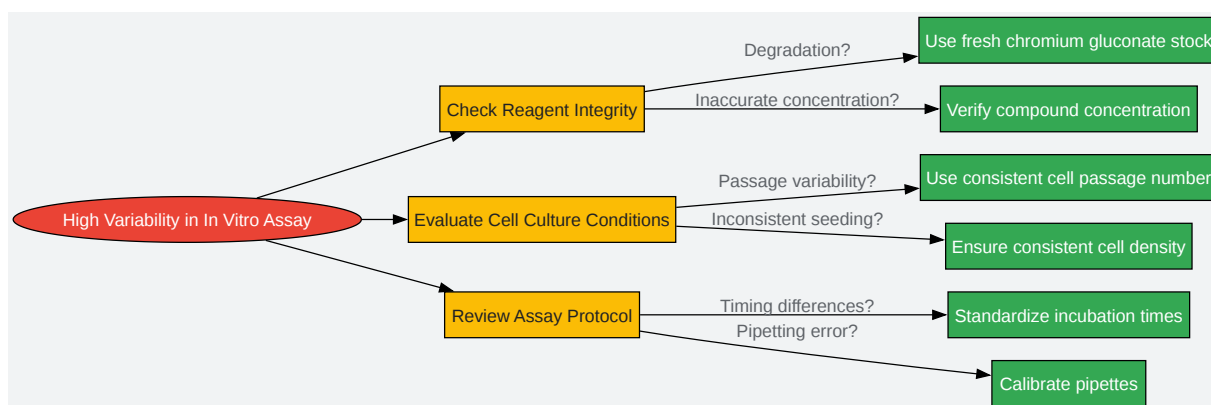 Degradation?
Use fresh chromium gluconate stock
Check Reagent Integrity
Inaccurate concentration?
Verify compound concentration
High Variability in In Vitro Assay
Evaluate Cell Culture Conditions
Passage variability?
Use consistent cell passage number
Inconsistent seeding?
Ensure consistent cell density
Review Assay Protocol
Timing differences?
Standardize incubation times
Pipetting error?
Calibrate pipettes